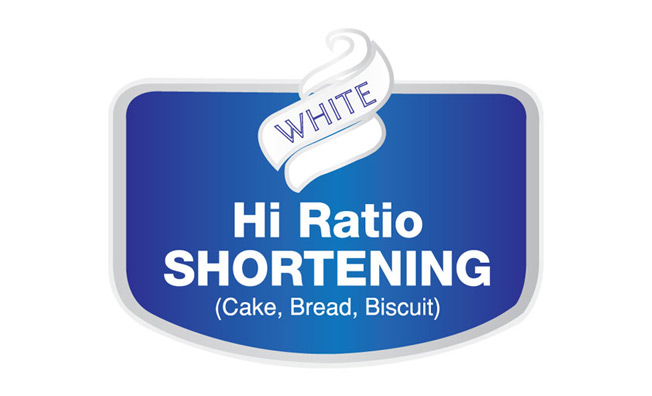 WHITE
Hi Ratio
SHORTENING
(Cake, Bread, Biscuit)